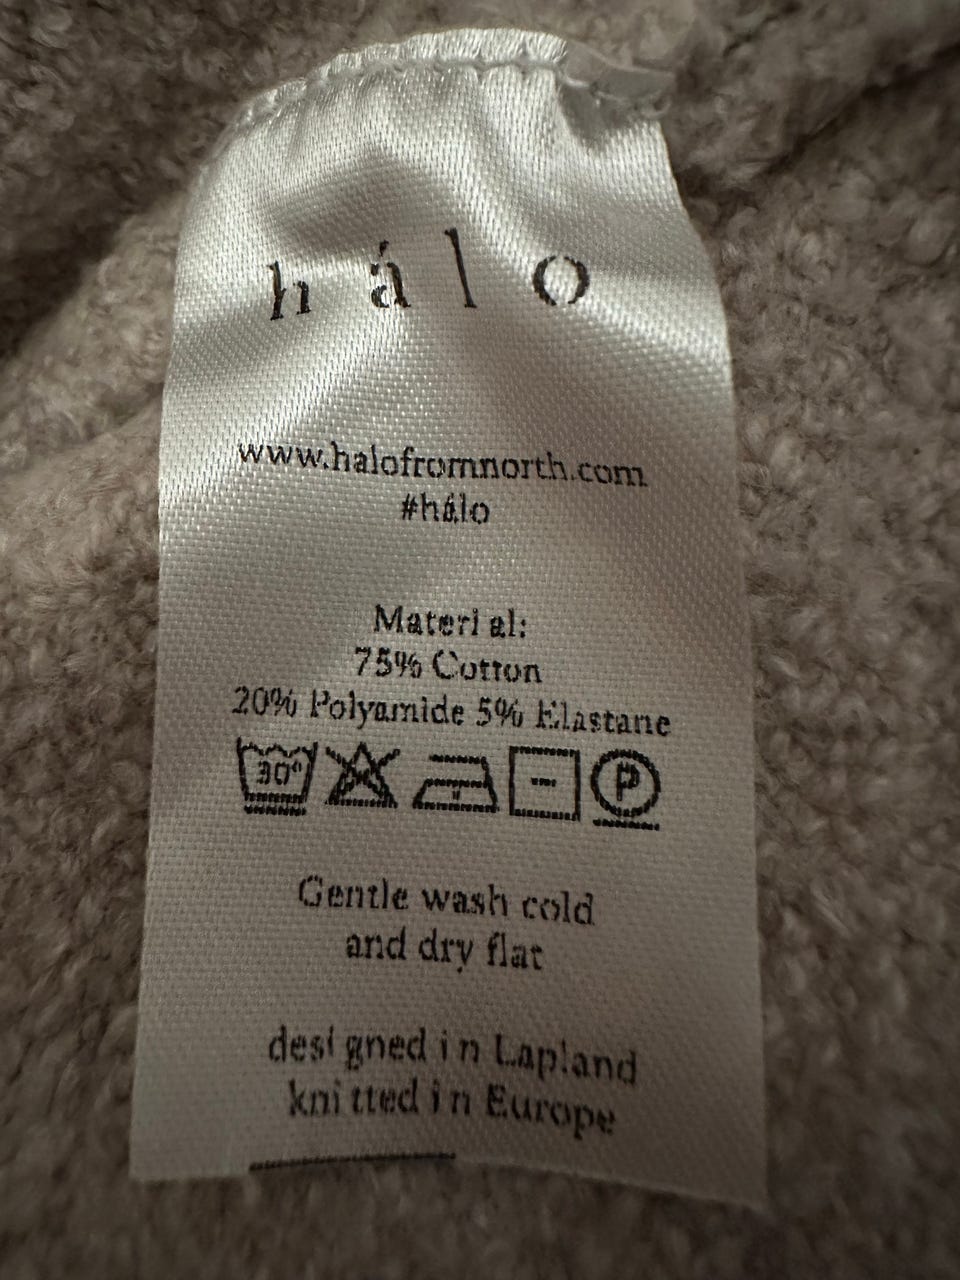 hálo
www.halofromnorth.com
#hálo
Material:
75% Cotton
20% Polyamide 5% Elastane
30° P
Gentle wash cold
and dry flat
designed in Lapland
knitted in Europe